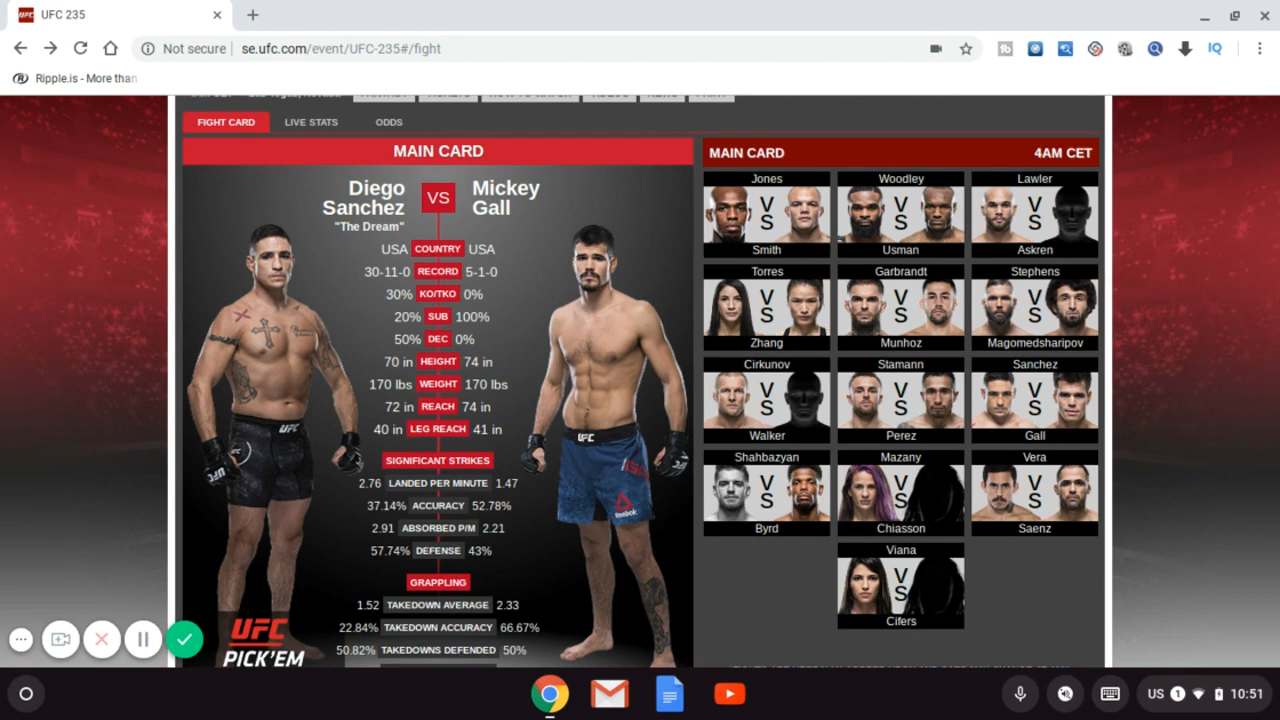 UFC 235
Not secure se.ufc.com/event/UFC-235#/fight
IQ
Ripple.is - More than
FIGHT CARD LIVE STATS ODDS
MAIN CARD
Diego Sanchez
VS
Mickey Gall
"The Dream"
USA COUNTRY USA
30-11-0 RECORD 5-1-0
30% KO/TKO 0%
20% SUB 100%
50% DEC 0%
70 in HEIGHT 74 in
170 lbs WEIGHT 170 lbs
72 in REACH 74 in
40 in LEG REACH 41 in
SIGNIFICANT STRIKES
2.76 LANDED PER MINUTE 1.47
37.14% ACCURACY 52.78%
2.91 ABSORBED P/M 2.21
57.74% DEFENSE 43%
GRAPPLING
1.52 TAKEDOWN AVERAGE 2.33
22.84% TAKEDOWN ACCURACY 66.67%
50.82% TAKEDOWNS DEFENDED 50%
UFC
UFC
Reebok
UFC
PICK'EM
MAIN CARD 4AM CET
Jones Woodley Lawler
VS VS VS
Smith Usman Askren
Torres Garbrandt Stephens
VS VS VS
Zhang Munhoz Magomedsharipov
Cirkunov Stamann Sanchez
VS VS VS
Walker Perez Gall
Shahbazyan Mazany Vera
VS VS VS
Byrd Chiasson Saenz
Viana
VS
Cifers
US 1 10:51